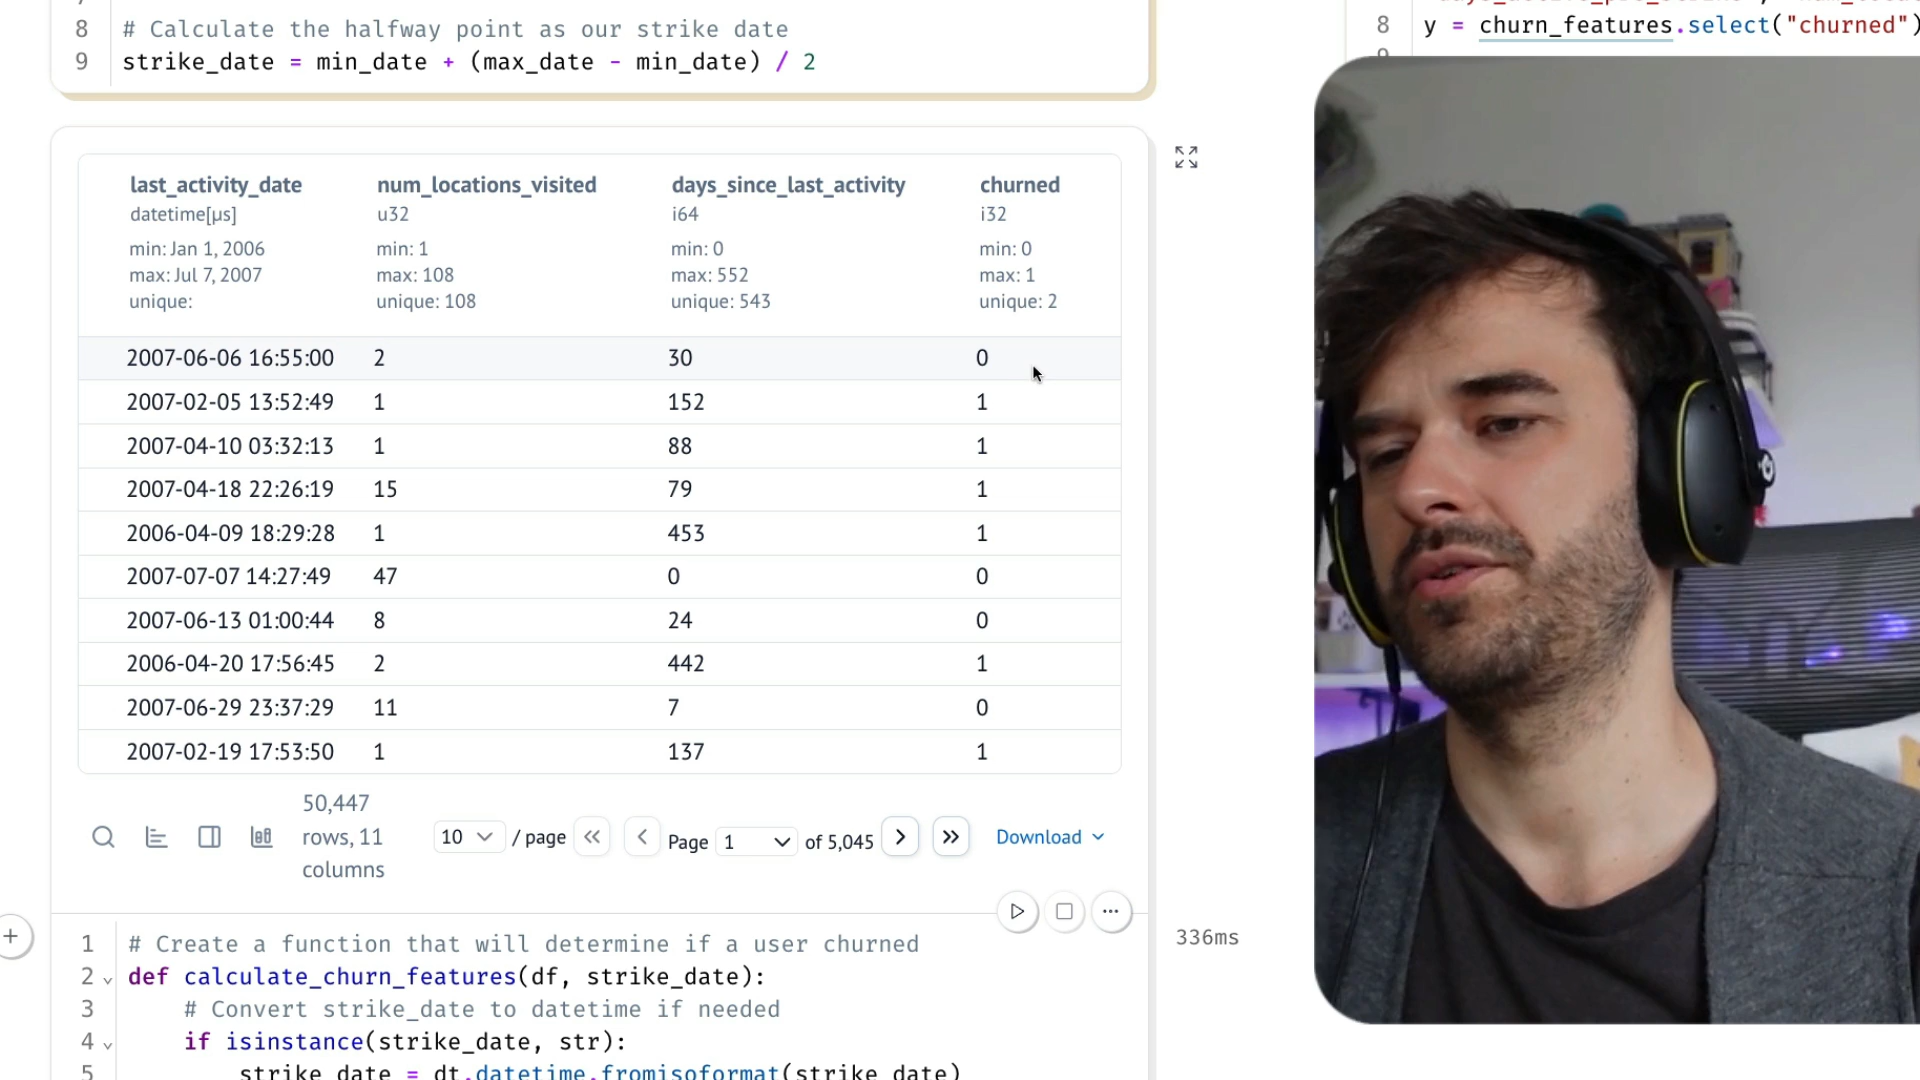 8 # Calculate the halfway point as our strike date
9 strike_date = min_date + (max_date - min_date) / 2
8 y = churn_features.select("churned")
last_activity_date num_locations_visited days_since_last_activity churned
datetime[μs] u32 i64 i32
min: Jan 1, 2006 min: 1 min: 0 min: 0
max: Jul 7, 2007 max: 108 max: 552 max: 1
unique: unique: 108 unique: 543 unique: 2
2007-06-06 16:55:00 2 30 0
2007-02-05 13:52:49 1 152 1
2007-04-10 03:32:13 1 88 1
2007-04-18 22:26:19 15 79 1
2006-04-09 18:29:28 1 453 1
2007-07-07 14:27:49 47 0 0
2007-06-13 01:00:44 8 24 0
2006-04-20 17:56:45 2 442 1
2007-06-29 23:37:29 11 7 0
2007-02-19 17:53:50 1 137 1
50,447
rows, 11
columns
10 / page Page 1 of 5,045 Download
336ms
1 # Create a function that will determine if a user churned
2 def calculate_churn_features(df, strike_date):
3 # Convert strike_date to datetime if needed
4 if isinstance(strike_date, str):
5 strike_date = dt.datetime.fromisoformat(strike_date)